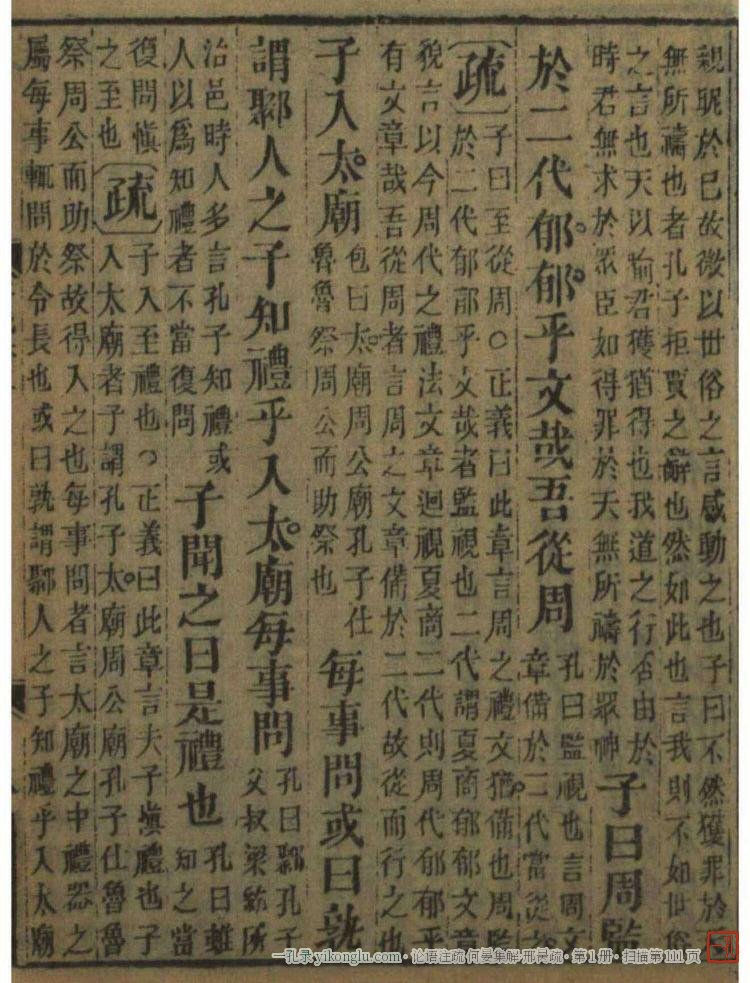 親昵於已故微以世俗之言感動之也子曰不然獲罪於
無所禱也者孔子拒賈之辭也然如此也言我則不如世俗
之言也天以喻君獲猶得也我道之行否由於
時君無求於眾臣如得罪於天無所禱於眾神
子曰周監
於二代郁郁乎文哉吾從周
孔曰監視也言周文
章備於二代當從之
〔疏〕
子曰至從周○正義曰此章言周之禮文猶備也周監
於二代郁郁乎文哉者監視也二代謂夏商郁郁文章
貌言以今周代之禮法文章迴視夏商二代則周代郁郁乎
有文章哉吾從周者言周之文章備於二代故從而行之也
子入太廟
包曰太廟周公廟孔子仕
魯魯祭周公而助祭也
每事問或曰孰
謂鄹人之子知禮乎入太廟每事問
孔曰鄹孔子
父叔梁紇所
治邑時人多言孔子知禮或
人以爲知禮者不當復問
子聞之曰是禮也
孔曰雖
知之當
復問愼
之至也
〔疏〕
子入至禮也○正義曰此章言夫子愼禮也子
入太廟者子謂孔子太廟周公廟孔子仕魯魯
祭周公而助祭故得入之也每事問者言太廟之中禮器之
屬每事輒問於令長也或曰孰謂鄹人之子知禮乎入太廟
一孔录 yikonglu.com · 论语注疏.何晏集解.邢昺疏 · 第1册 · 扫描第111页